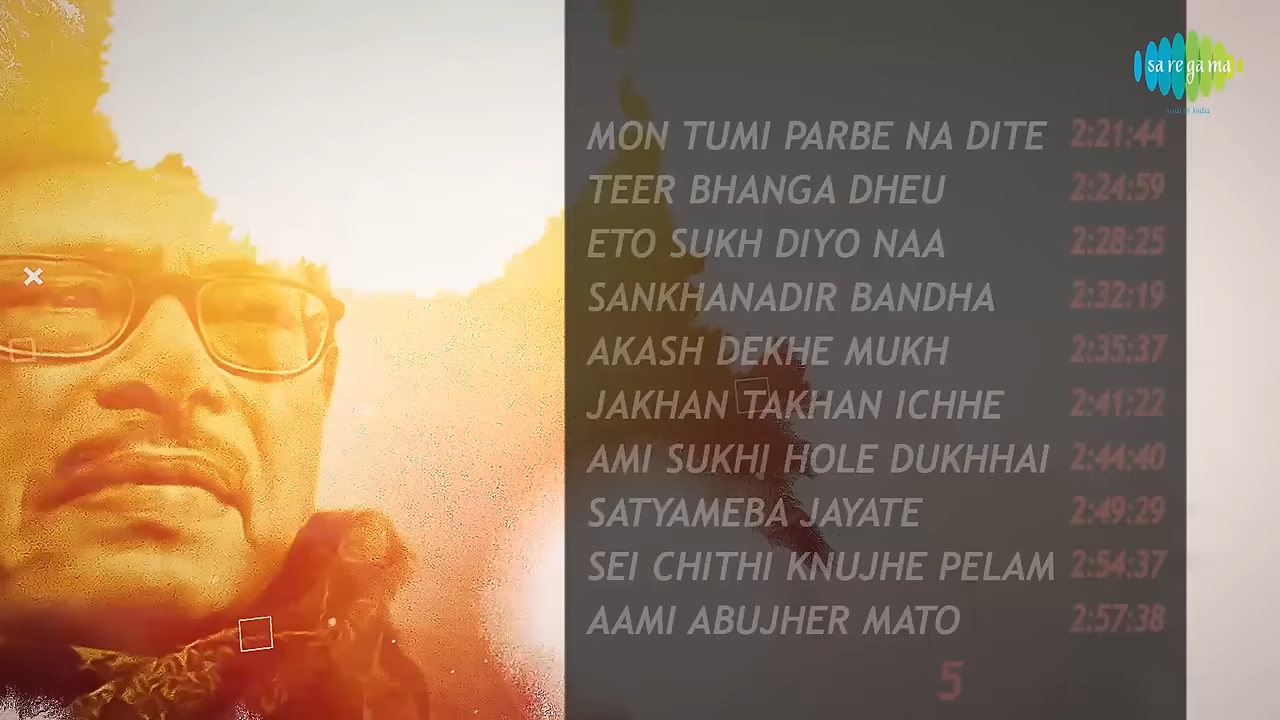 sa re ga ma
soul of India
MON TUMI PARBE NA DITE 2:21:44
TEER BHANGA DHEU 2:24:59
ETO SUKH DIYO NAA 2:28:25
SANKHANADIR BANDHA 2:32:19
AKASH DEKHE MUKH 2:35:37
JAKHAN TAKHAN ICHHE 2:41:22
AMI SUKHI HOLE DUKHHAI 2:44:40
SATYAMEBA JAYATE 2:49:29
SEI CHITHI KNUJHE PELAM 2:54:37
AAMI ABUJHER MATO 2:57:38
5